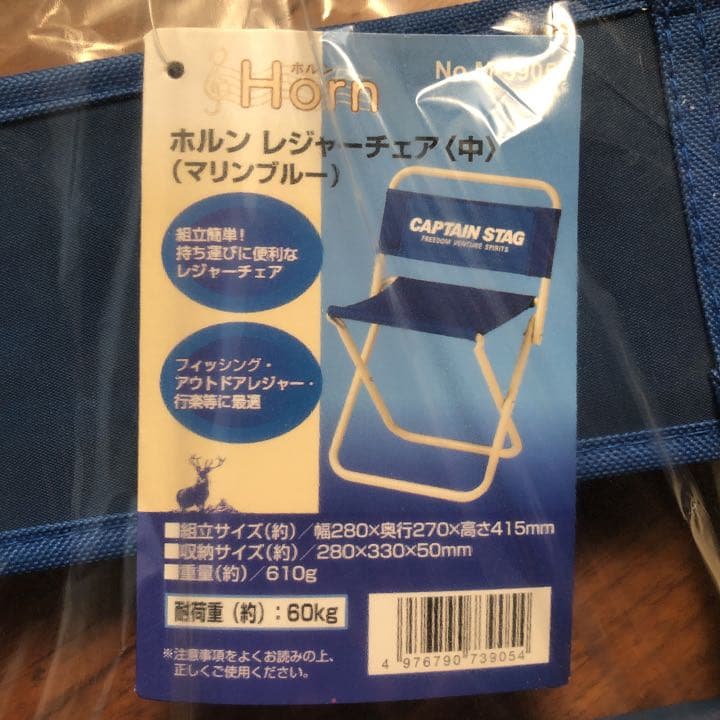 ホルン
Horn
ホルン レジャーチェア〈中〉
（マリンブルー）
組立簡単！
持ち運びに便利な
レジャーチェア
CAPTAIN STAG
FREEDOM VENTURE SPIRITS
フィッシング・
アウトドアレジャー・
行楽等に最適
■組立サイズ（約）／幅280×奥行270×高さ415mm
■収納サイズ（約）／280×330×50mm
■重量（約）／610g
耐荷重（約）：60kg
※注意事項をよくお読みの上、
正しくご使用ください。
4 976790 739054